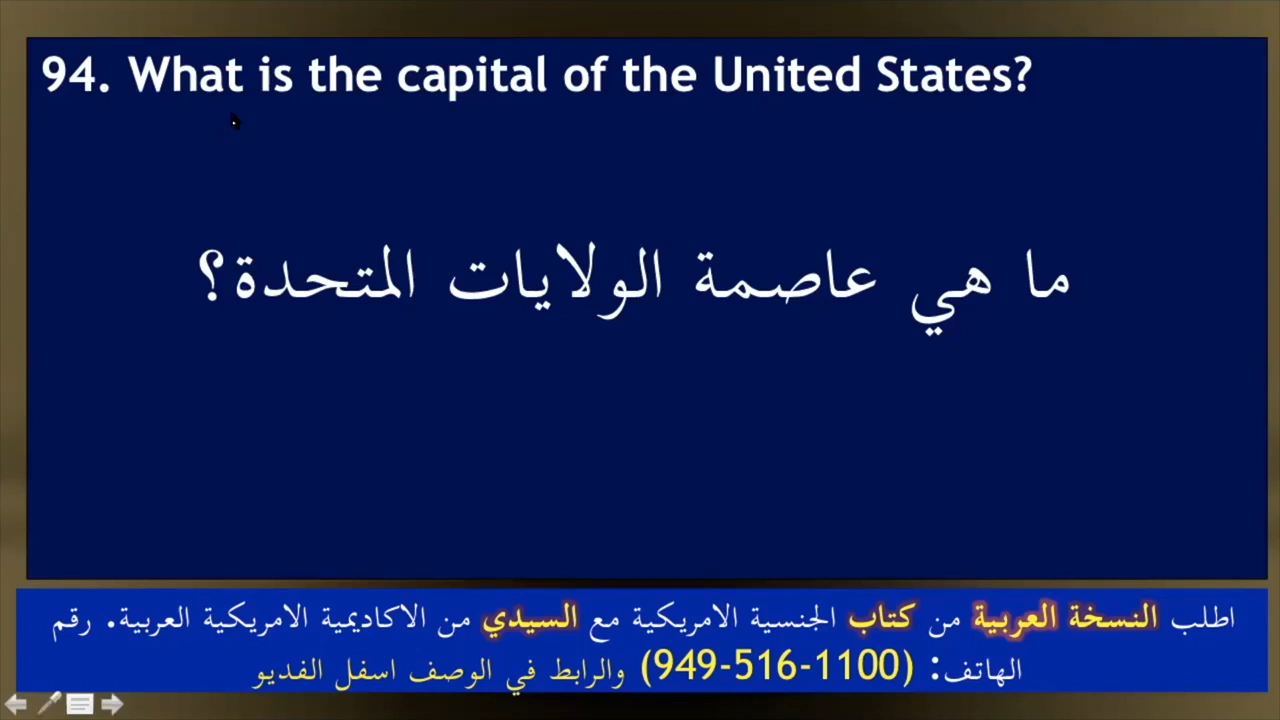 94. What is the capital of the United States?
ما هي عاصمة الولايات المتحدة؟
اطلب النسخة العربية من كتاب الجنسية الامريكية مع السيدي من الاكاديمية الامريكية العربية. رقم
الهاتف: (949-516-1100) والرابط في الوصف اسفل الفديو